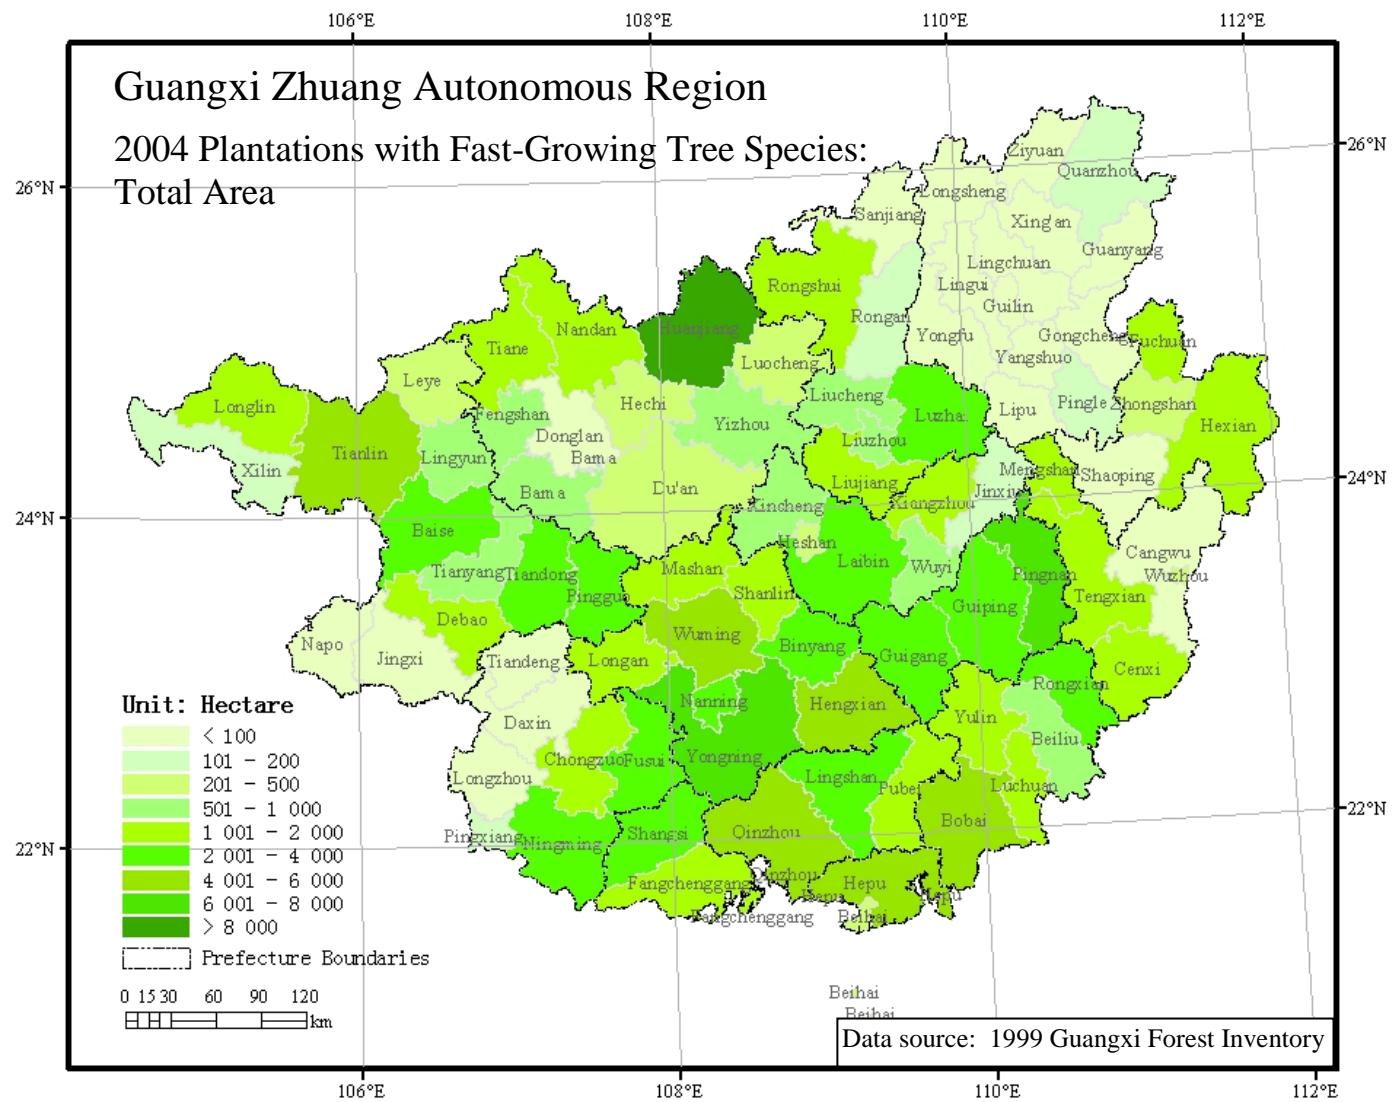 106°E 108°E 110°E 112°E
Guangxi Zhuang Autonomous Region
2004 Plantations with Fast-Growing Tree Species:
Total Area
26°N
26°N
24°N
24°N
22°N
22°N
Ziyuan
Quanzhou
Longsheng
Sanjiang
Xing'an
Guanyang
Lingchuan
Rongshui
Lingui
Guilin
Rongan
Nandan
Huanjiang
Yongfu
Gongcheng
Fuchuan
Tiane
Yangshuo
Luocheng
Leye
Liucheng
Pingle
Zhongshan
Hechi
Longlin
Lipu
Fengshan
Luzhai
Yizhou
Hexian
Donglan
Liuzhou
Tianlin
Lingyun
Bama
Xilin
Mengshan
Shaoping
Liujiang
Du'an
Jinxiu
Bama
Xiangzhou
Xincheng
Baise
Heshan
Cangwu
Laibin
Mashan
Wuyi
Tianyang
Tiandong
Pingnan
Wuzhou
Pingguo
Shanlin
Tengxian
Guiping
Debao
Wuming
Napo
Binyang
Jingxi
Tiandeng
Longan
Guigang
Cenxi
Rongxian
Nanning
Hengxian
Yulin
Daxin
Beiliu
Chongzuo
Fusui
Yongning
Longzhou
Lingshan
Pubei
Luchuan
Bobai
Pingxiang
Ningming
Shangsi
Qinzhou
Fangchenggang
Qinzhou
Hepu
Hepu
Hepu
Fangchenggang
Beihai
Beihai
Beihai
Unit: Hectare
< 100
101 - 200
201 - 500
501 - 1 000
1 001 - 2 000
2 001 - 4 000
4 001 - 6 000
6 001 - 8 000
> 8 000
Prefecture Boundaries
0 15 30 60 90 120
km
Data source: 1999 Guangxi Forest Inventory
106°E 108°E 110°E 112°E